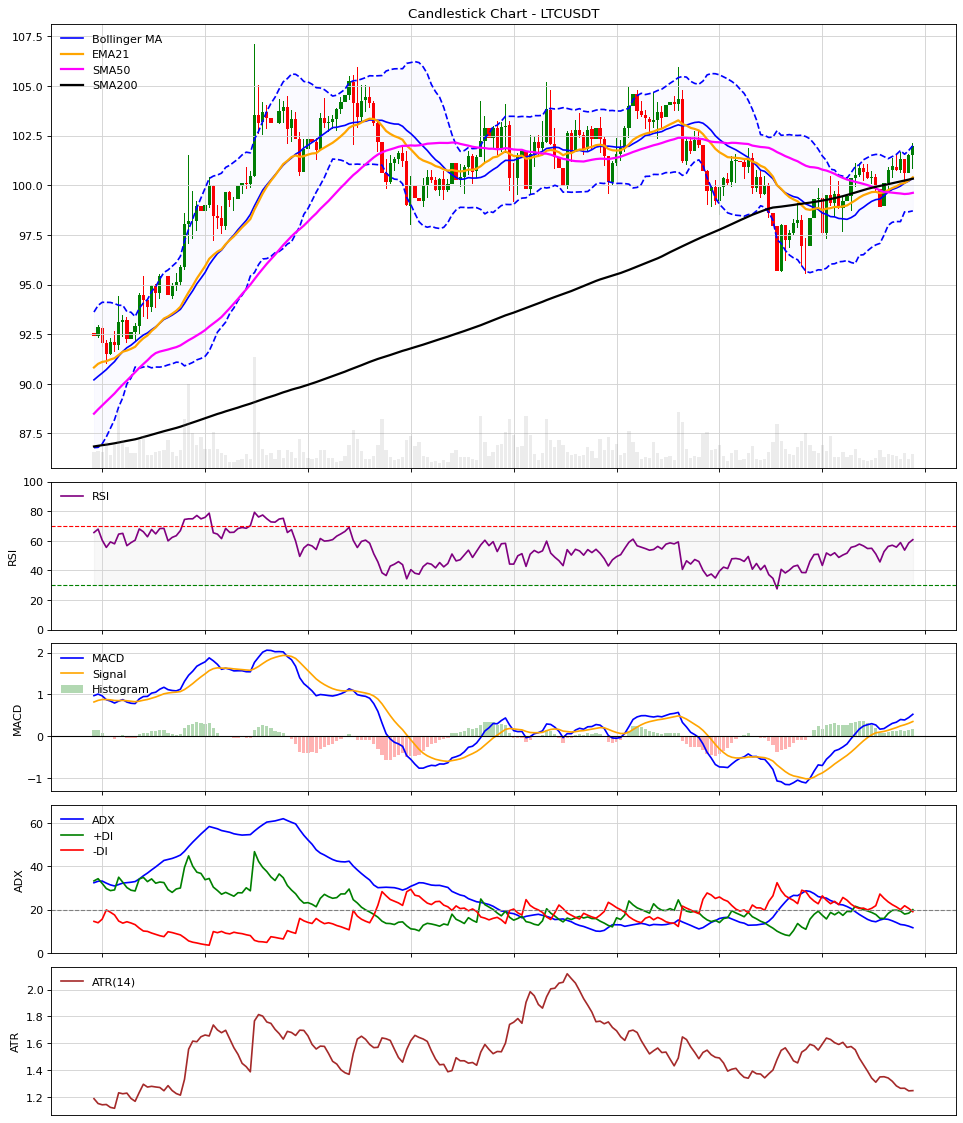 Candlestick Chart - LTCUSDT
Bollinger MA
EMA21
SMA50
SMA200
107.5
105.0
102.5
100.0
97.5
95.0
92.5
90.0
87.5
RSI
RSI
100
80
60
40
20
0
MACD
Signal
Histogram
MACD
2
1
0
−1
ADX
+DI
-DI
ADX
60
40
20
0
ATR(14)
ATR
2.0
1.8
1.6
1.4
1.2